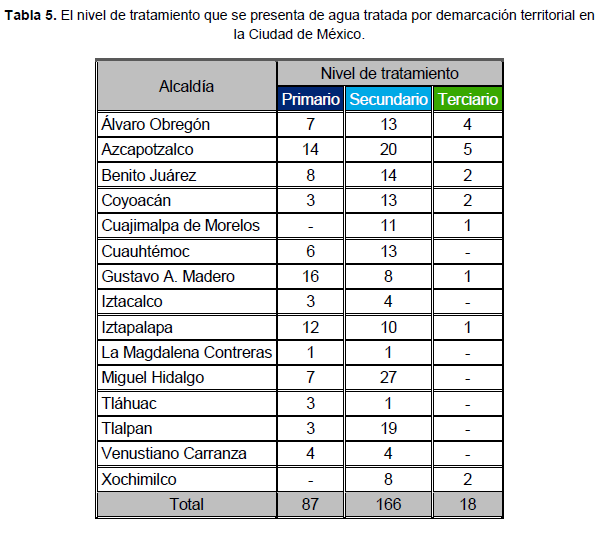 Tabla 5. El nivel de tratamiento que se presenta de agua tratada por demarcación territorial en
la Ciudad de México.
Alcaldía Nivel de tratamiento
Primario Secundario Terciario
Álvaro Obregón 7 13 4
Azcapotzalco 14 20 5
Benito Juárez 8 14 2
Coyoacán 3 13 2
Cuajimalpa de Morelos - 11 1
Cuauhtémoc 6 13 -
Gustavo A. Madero 16 8 1
Iztacalco 3 4 -
Iztapalapa 12 10 1
La Magdalena Contreras 1 1 -
Miguel Hidalgo 7 27 -
Tláhuac 3 1 -
Tlalpan 3 19 -
Venustiano Carranza 4 4 -
Xochimilco - 8 2
Total 87 166 18